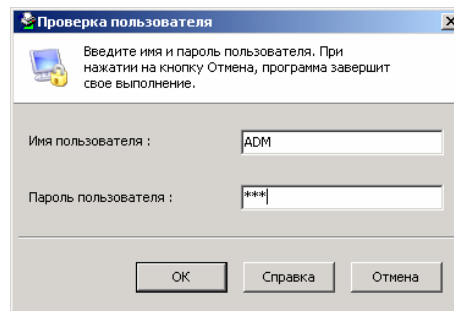 Проверка пользователя
Введите имя и пароль пользователя. При
нажатии на кнопку Отмена, программа завершит
свое выполнение.
Имя пользователя :
ADM
Пароль пользователя :
***
ОК
Справка
Отмена